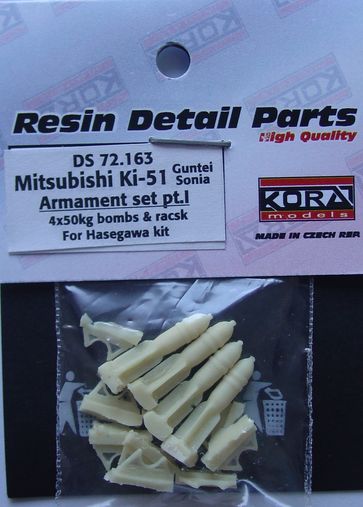 KORA
Resin Detail Parts
High Quality
DS 72.163
Mitsubishi Ki-51 Guntei Sonia
Armament set pt.I
4x50kg bombs & racsk
For Hasegawa kit
KORA
models
MADE IN CZECH REP